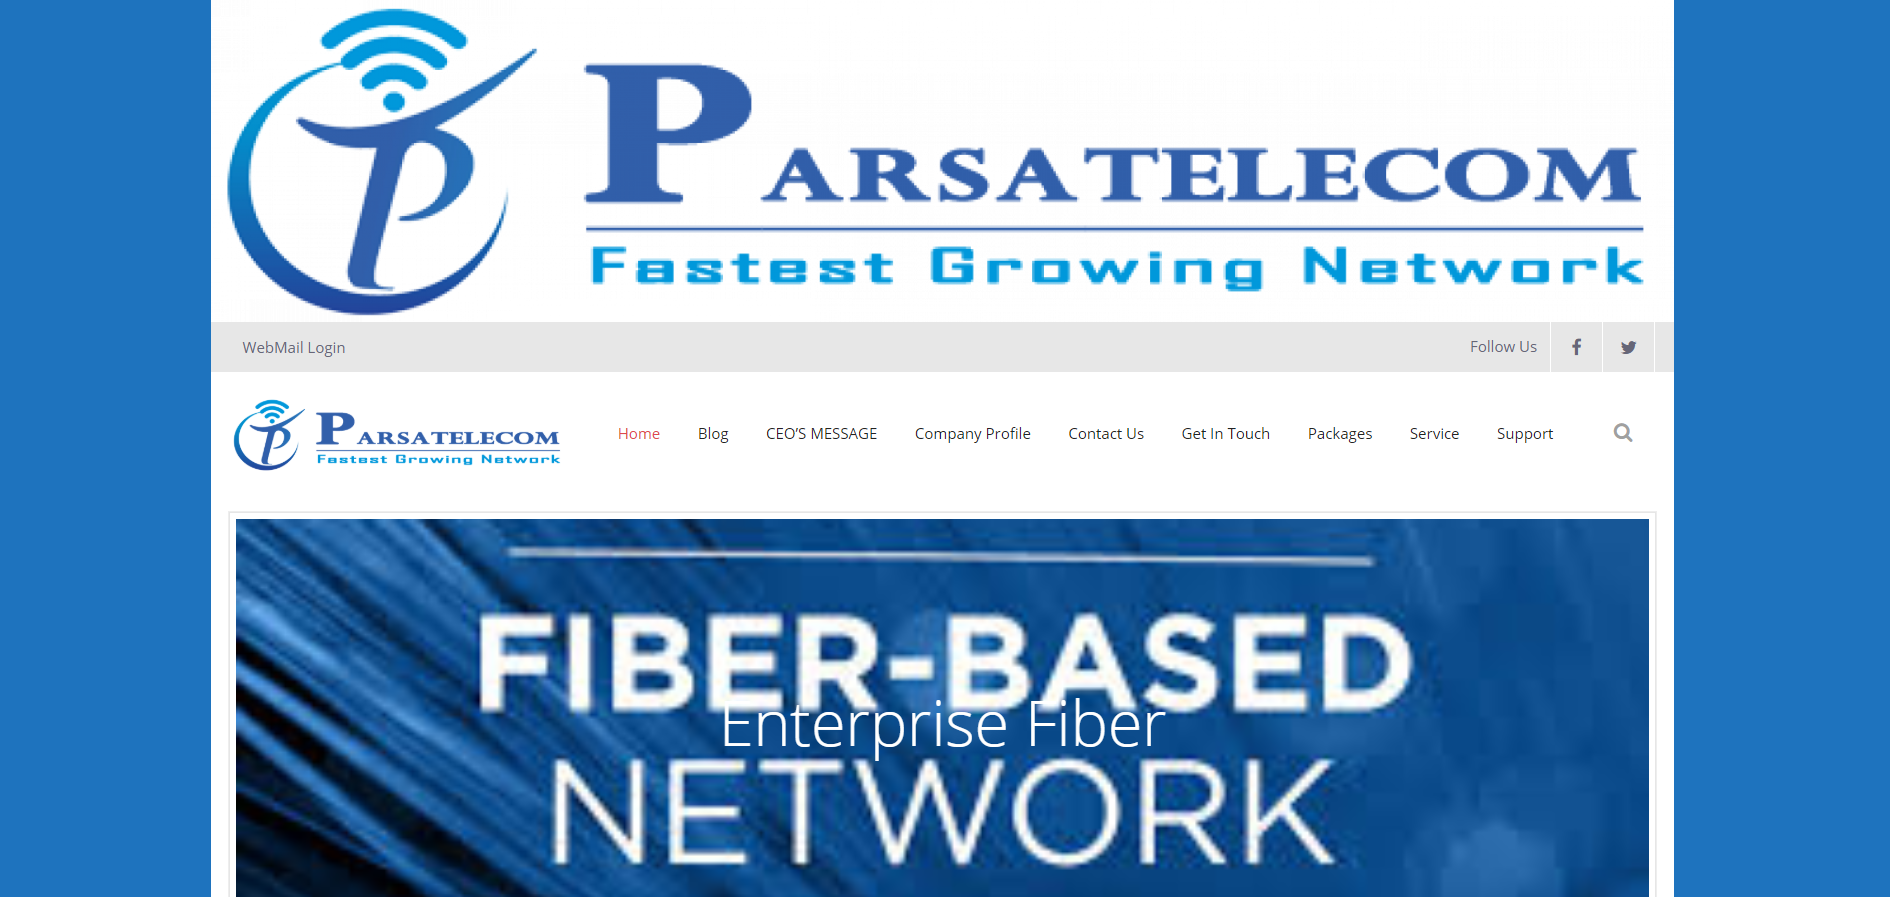 PARSATELECOM
Fastest Growing Network
WebMail Login
Follow Us
PARSATELECOM
Fastest Growing Network
Home
Blog
CEO'S MESSAGE
Company Profile
Contact Us
Get In Touch
Packages
Service
Support
FIBER-BASED
Enterprise Fiber
NETWORK